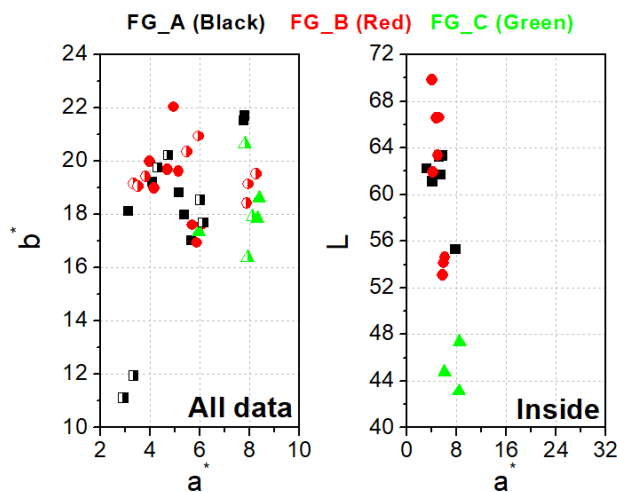 FG_A (Black) FG_B (Red) FG_C (Green)
24
22
20
18
16
14
12
10
b*
2 4 6 8 10
a*
All data
72
68
64
60
56
52
48
44
40
L
0 8 16 24 32
a*
Inside